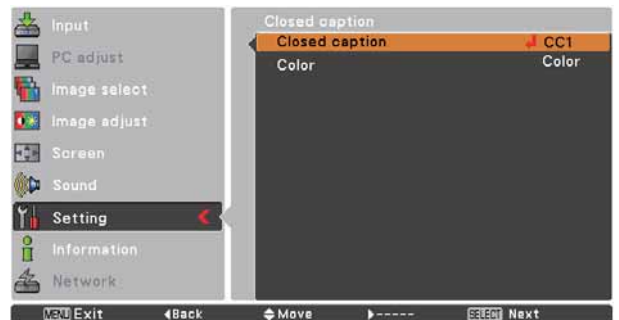 Input
PC adjust
Image select
Image adjust
Screen
Sound
Setting
Information
Network
Closed caption
Closed caption CC1
Color Color
MENU Exit ◀Back Move ▶----- SELECT Next